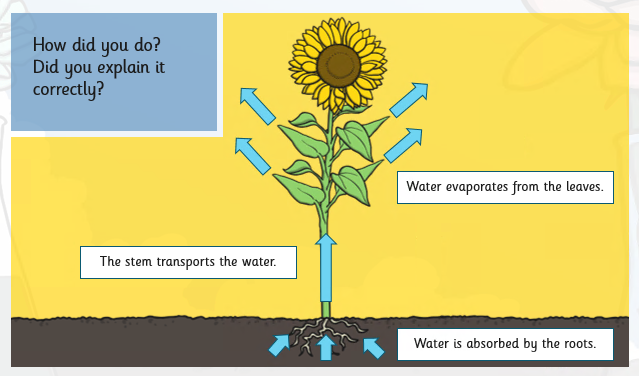 How did you do?
Did you explain it
correctly?
Water evaporates from the leaves.
The stem transports the water.
Water is absorbed by the roots.